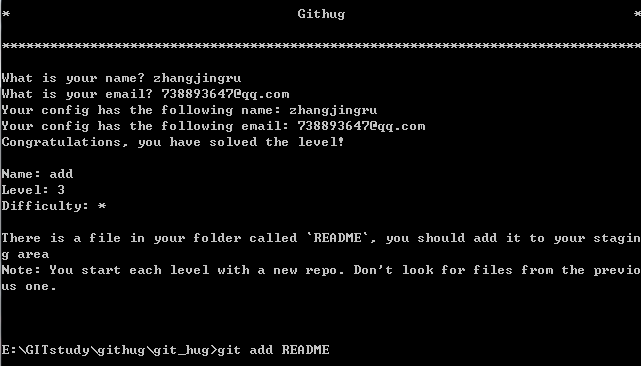 *                                    Githug                                    *
********************************************************************************
What is your name? zhangjingru
What is your email? 738893647@qq.com
Your config has the following name: zhangjingru
Your config has the following email: 738893647@qq.com
Congratulations, you have solved the level!
Name: add
Level: 3
Difficulty: *
There is a file in your folder called `README`, you should add it to your stagin
g area
Note: You start each level with a new repo. Don't look for files from the previo
us one.
E:\GITstudy\githug\git_hug>git add README